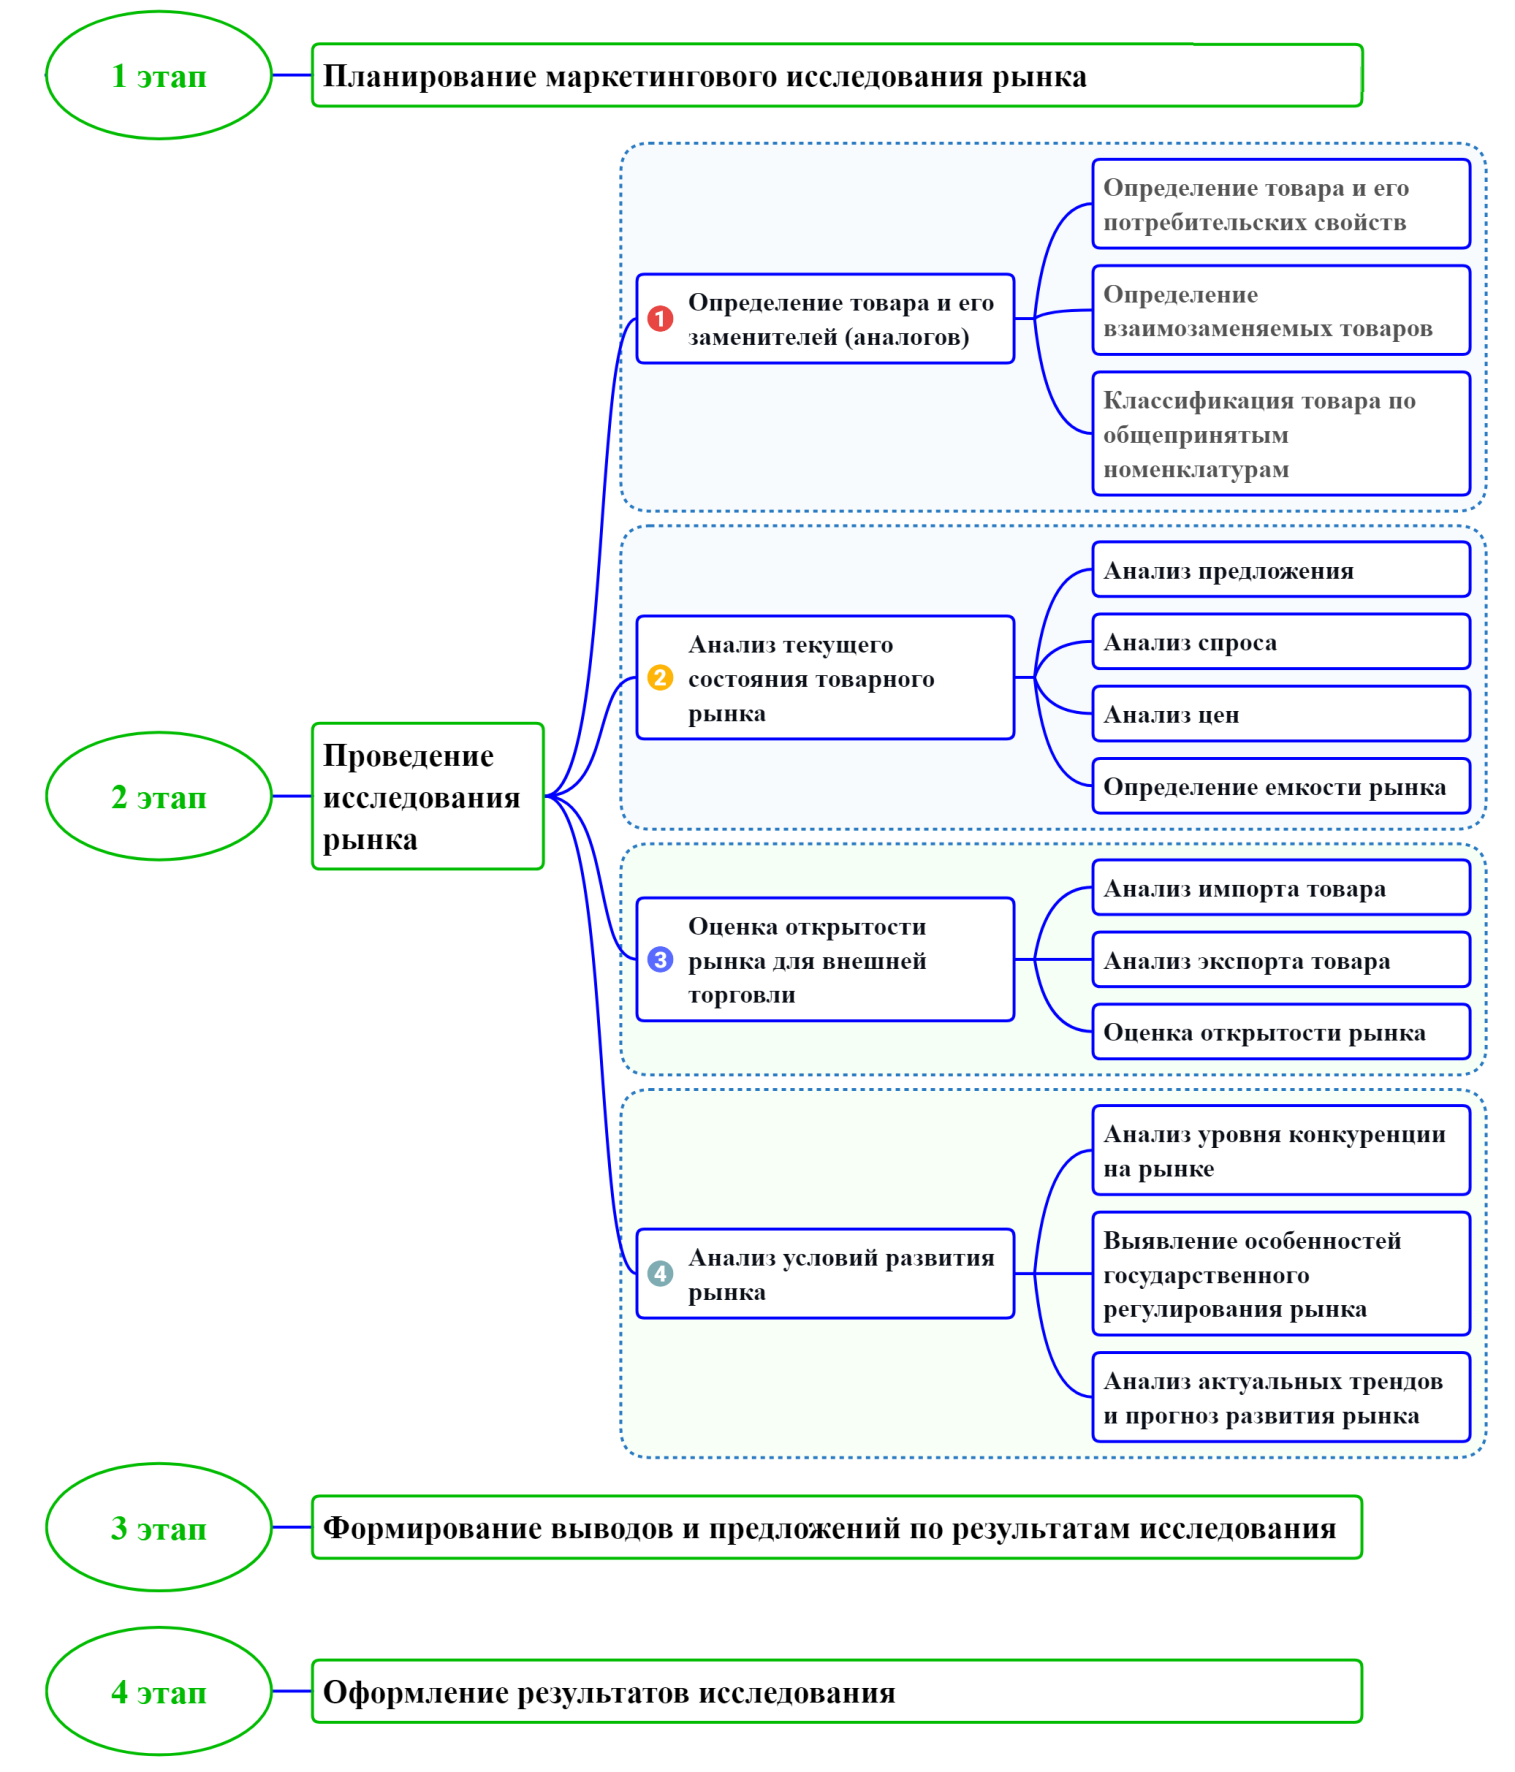 1 этап
Планирование маркетингового исследования рынка
2 этап
Проведение
исследования
рынка
1
Определение товара и его
заменителей (аналогов)
Определение товара и его
потребительских свойств
Определение
взаимозаменяемых товаров
Классификация товара по
общепринятым
номенклатурам
2
Анализ текущего
состояния товарного
рынка
Анализ предложения
Анализ спроса
Анализ цен
Определение емкости рынка
3
Оценка открытости
рынка для внешней
торговли
Анализ импорта товара
Анализ экспорта товара
Оценка открытости рынка
4
Анализ условий развития
рынка
Анализ уровня конкуренции
на рынке
Выявление особенностей
государственного
регулирования рынка
Анализ актуальных трендов
и прогноз развития рынка
3 этап
Формирование выводов и предложений по результатам исследования
4 этап
Оформление результатов исследования